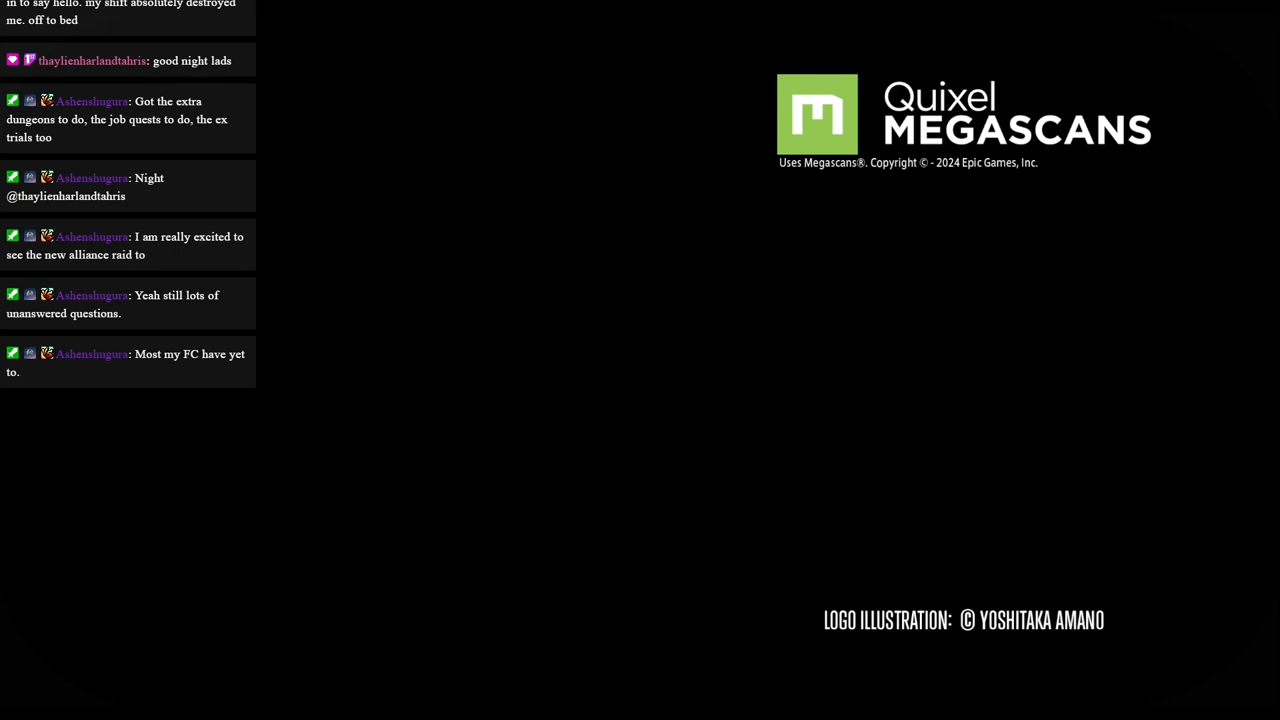 in to say hello. my shift absolutely destroyed
me. off to bed
thaylienharlandtahris: good night lads
Ashenshugura: Got the extra
dungeons to do, the job quests to do, the ex
trials too
Ashenshugura: Night
@thaylienharlandtahris
Ashenshugura: I am really excited to
see the new alliance raid to
Ashenshugura: Yeah still lots of
unanswered questions.
Ashenshugura: Most my FC have yet
to.
Quixel
MEGASCANS
Uses Megascans®. Copyright © - 2024 Epic Games, Inc.
LOGO ILLUSTRATION: © YOSHITAKA AMANO